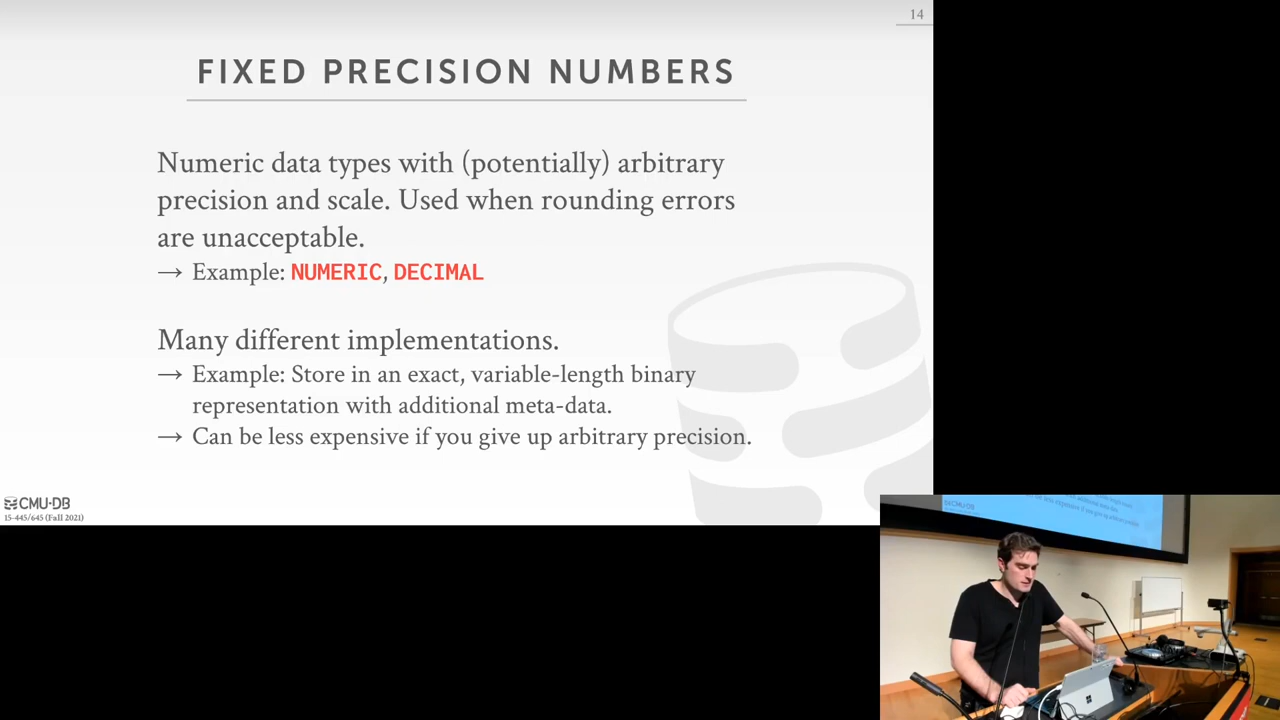 14
FIXED PRECISION NUMBERS
Numeric data types with (potentially) arbitrary
precision and scale. Used when rounding errors
are unacceptable.
→ Example: NUMERIC, DECIMAL
Many different implementations.
→ Example: Store in an exact, variable-length binary
representation with additional meta-data.
→ Can be less expensive if you give up arbitrary precision.
CMU·DB
15-445/645 (Fall 2021)